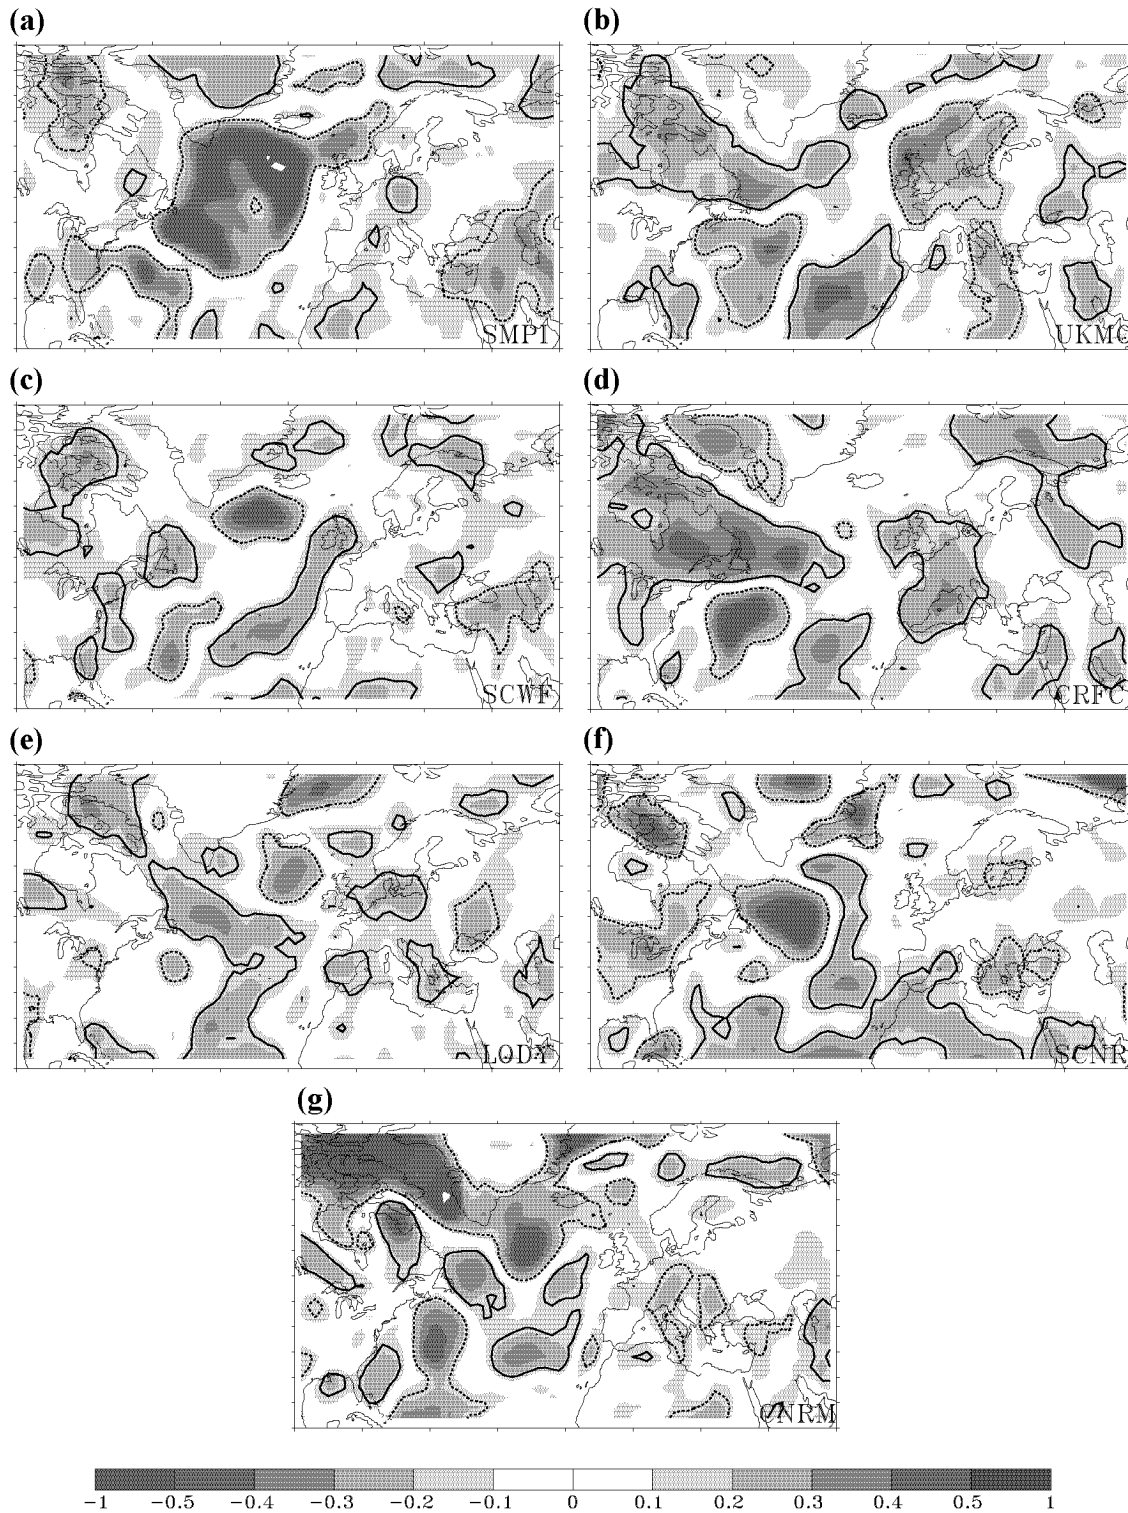 (a)
(b)
SMPI
UKMO
(c)
(d)
SCWF
CRFC
(e)
(f)
LODY
SCNR
(g)
CNRM
-1 -0.5 -0.4 -0.3 -0.2 -0.1 0 0.1 0.2 0.3 0.4 0.5 1